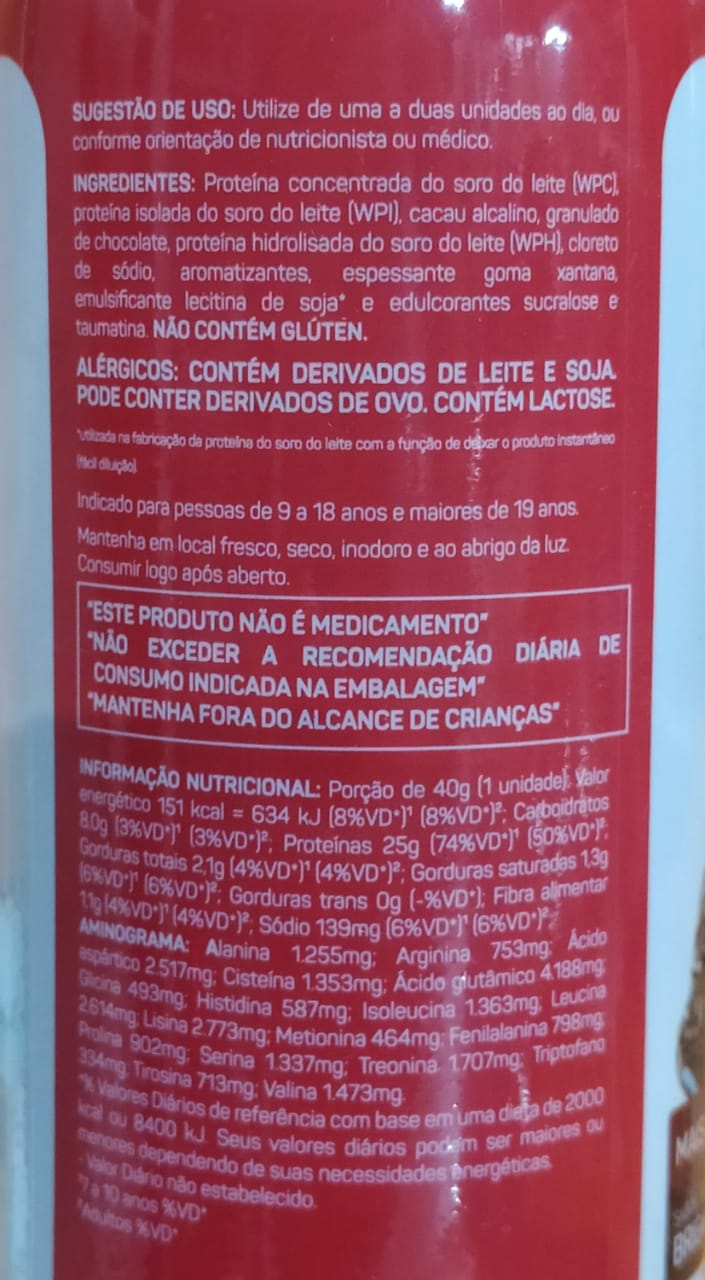 SUGESTÃO DE USO: Utilize de uma a duas unidades ao dia, ou
conforme orientação de nutricionista ou médico.
INGREDIENTES: Proteína concentrada do soro do leite (WPC),
proteína isolada do soro do leite (WPI), cacau alcalino, granulado
de chocolate, proteína hidrolisada do soro do leite (WPH), cloreto
de sódio, aromatizantes, espessante goma xantana,
emulsificante lecitina de soja* e edulcorantes sucralose e
taumatina. NÃO CONTÉM GLÚTEN.
ALÉRGICOS: CONTÉM DERIVADOS DE LEITE E SOJA.
PODE CONTER DERIVADOS DE OVO. CONTÉM LACTOSE.
*utilizada na fabricação da proteína do soro do leite com a função de deixar o produto instantâneo
(fácil diluição).
Indicado para pessoas de 9 a 18 anos e maiores de 19 anos.
Mantenha em local fresco, seco, inodoro e ao abrigo da luz.
Consumir logo após aberto.
"ESTE PRODUTO NÃO É MEDICAMENTO"
"NÃO EXCEDER A RECOMENDAÇÃO DIÁRIA DE
CONSUMO INDICADA NA EMBALAGEM"
"MANTENHA FORA DO ALCANCE DE CRIANÇAS"
INFORMAÇÃO NUTRICIONAL: Porção de 40g (1 unidade): Valor
energético 151 kcal = 634 kJ (8%VD*)¹ (8%VD*)²; Carboidratos
8,0g (3%VD*)¹ (3%VD*)²; Proteínas 25g (74%VD*)¹ (50%VD*)²;
Gorduras totais 2,1g (4%VD*)¹ (4%VD*)²; Gorduras saturadas 1,3g
(6%VD*)¹ (6%VD*)²; Gorduras trans 0g (-%VD*); Fibra alimentar
1,1g (4%VD*)¹ (4%VD*)²; Sódio 139mg (6%VD*)¹ (6%VD*)².
AMINOGRAMA: Alanina 1.255mg; Arginina 753mg; Ácido
aspártico 2.517mg; Cisteína 1.353mg; Ácido glutâmico 4.188mg;
Glicina 493mg; Histidina 587mg; Isoleucina 1.363mg; Leucina
2.614mg; Lisina 2.773mg; Metionina 464mg; Fenilalanina 798mg;
Prolina 902mg; Serina 1.337mg; Treonina 1.707mg; Triptofano
334mg; Tirosina 713mg; Valina 1.473mg.
*% Valores Diários de referência com base em uma dieta de 2000
kcal ou 8400 kJ. Seus valores diários podem ser maiores ou
menores dependendo de suas necessidades energéticas.
- Valor Diário não estabelecido.
¹7 a 10 anos %VD*
²Adultos %VD*